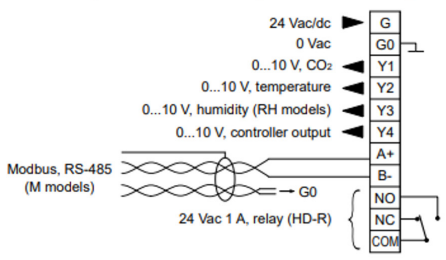 24 Vac/dc G
0 Vac G0
0...10 V, CO₂ Y1
0...10 V, temperature Y2
0...10 V, humidity (RH models) Y3
0...10 V, controller output Y4
A+
Modbus, RS-485
(M models)
B-
G0
NO
24 Vac 1 A, relay (HD-R) NC
COM